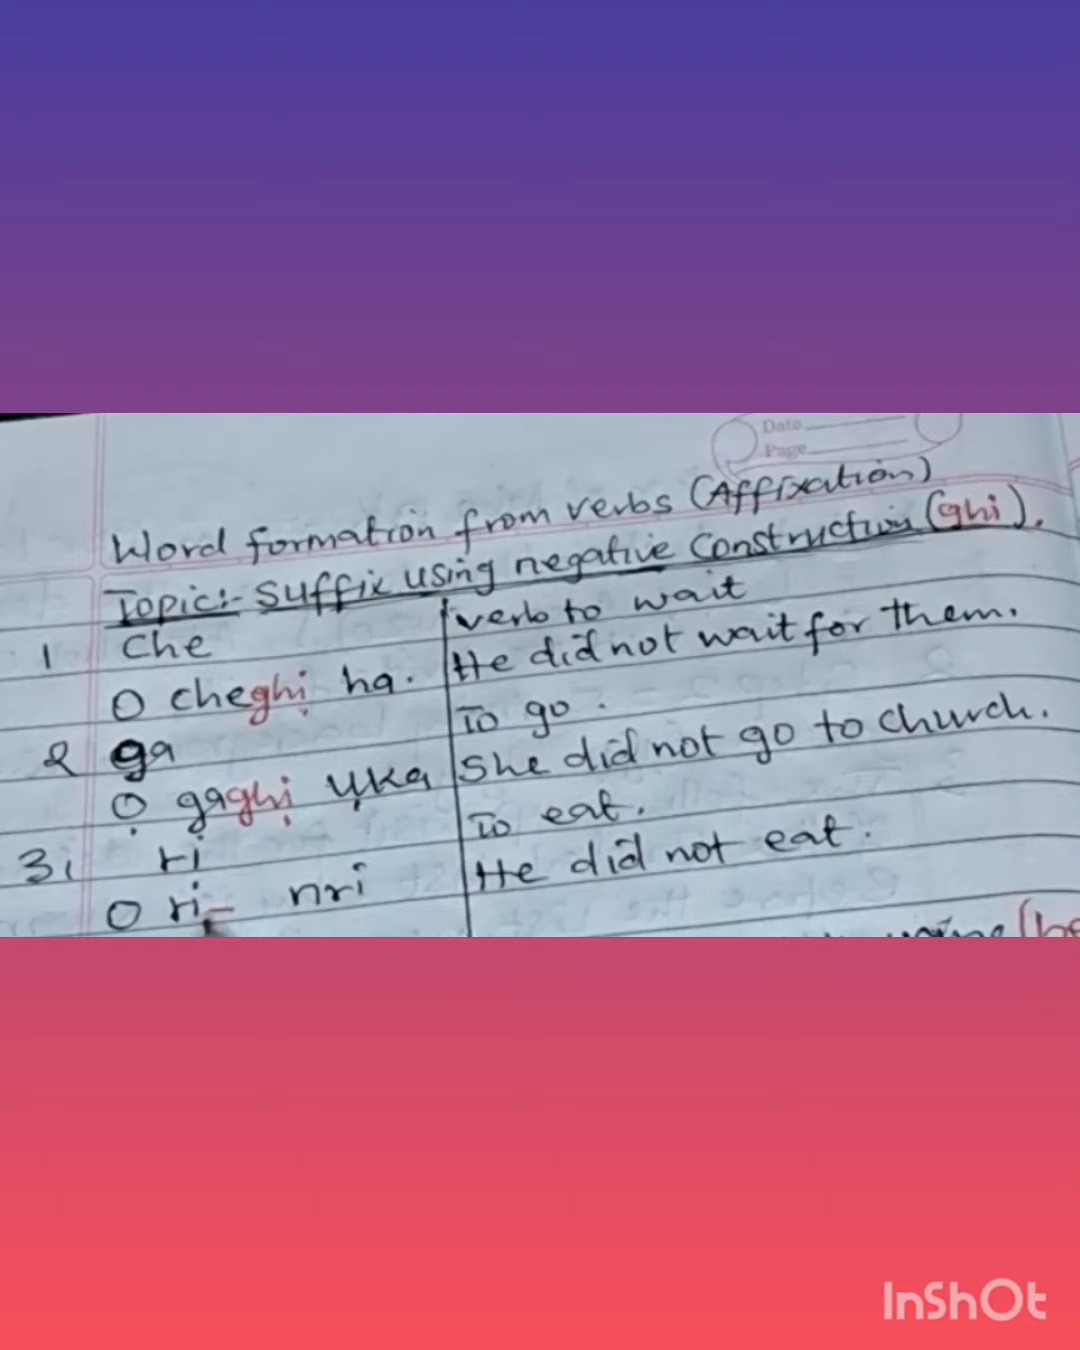 Date
Page
Word formation from verbs (Affixation)
Topic:- Suffix using negative construction (ghi).
1 Che verb to wait
O cheghị ha. He did not wait for them.
2 ga To go.
Ọ gaghị ụka She did not go to church.
3, ri To eat.
O ri- nri He did not eat.
InShOt